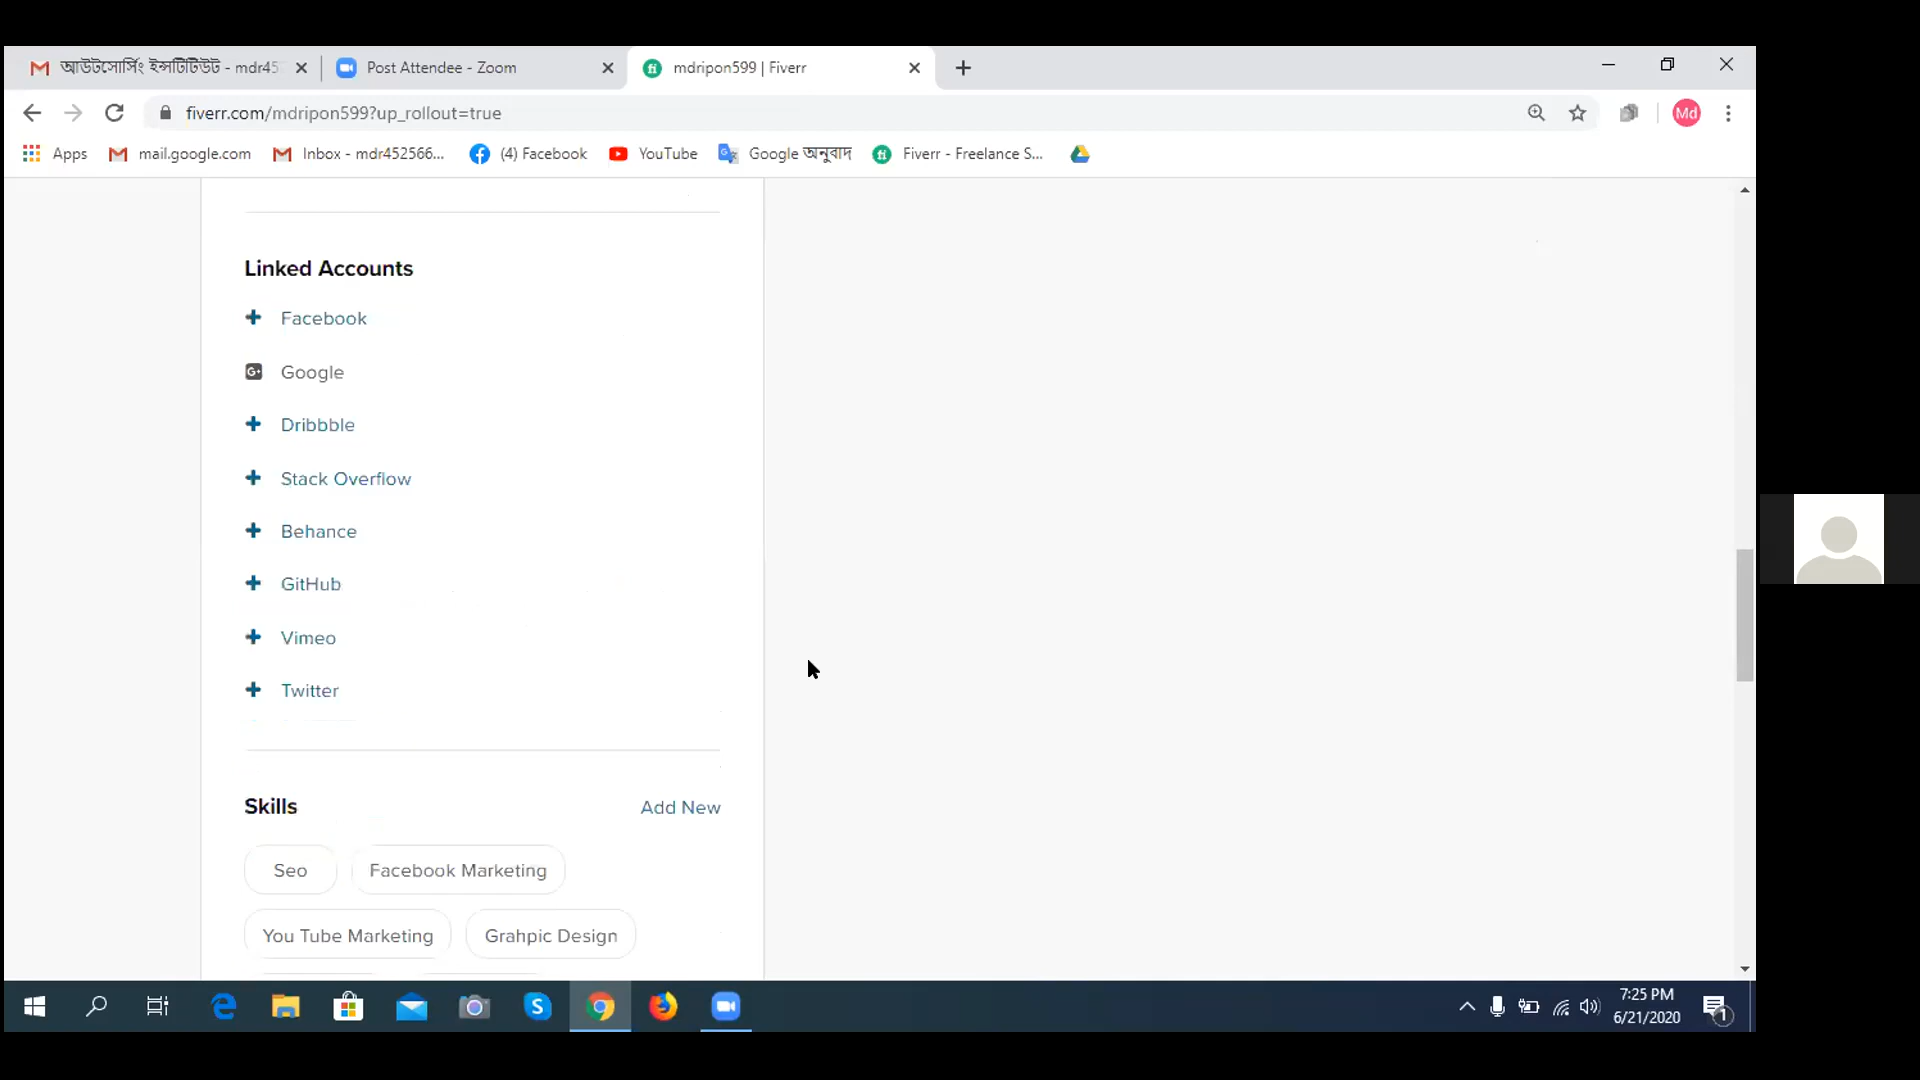 আউটসোর্সিং ইন্সটিটিউট - mdr45
Post Attendee - Zoom
mdripon599 | Fiverr
fiverr.com/mdripon599?up_rollout=true
Md
Apps
mail.google.com
Inbox - mdr452566...
(4) Facebook
YouTube
Google অনুবাদ
Fiverr - Freelance S...
Linked Accounts
Facebook
Google
Dribbble
Stack Overflow
Behance
GitHub
Vimeo
Twitter
Skills
Add New
Seo
Facebook Marketing
You Tube Marketing
Grahpic Design
7:25 PM
6/21/2020
1